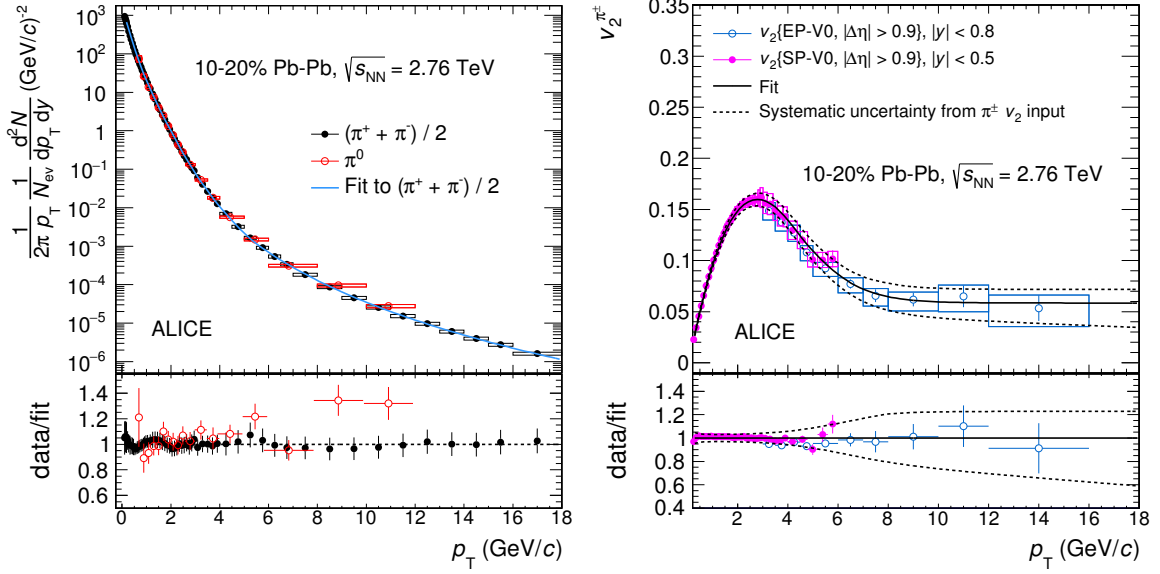 1/(2π p_T) 1/N_ev d²N/(dp_T dy) (GeV/c)⁻²
10³
10²
10
1
10⁻¹
10⁻²
10⁻³
10⁻⁴
10⁻⁵
10⁻⁶
10-20% Pb-Pb, √s_NN = 2.76 TeV
(π⁺ + π⁻) / 2
π⁰
Fit to (π⁺ + π⁻) / 2
ALICE
data/fit
1.4
1.2
1
0.8
0.6
0 2 4 6 8 10 12 14 16 18
p_T (GeV/c)
v₂^π±
0.35
0.3
0.25
0.2
0.15
0.1
0.05
0
v₂{EP-V0, |Δη| > 0.9}, |y| < 0.8
v₂{SP-V0, |Δη| > 0.9}, |y| < 0.5
Fit
Systematic uncertainty from π± v₂ input
10-20% Pb-Pb, √s_NN = 2.76 TeV
ALICE
data/fit
1.4
1.2
1
0.8
0.6
0.4
2 4 6 8 10 12 14 16 18
p_T (GeV/c)